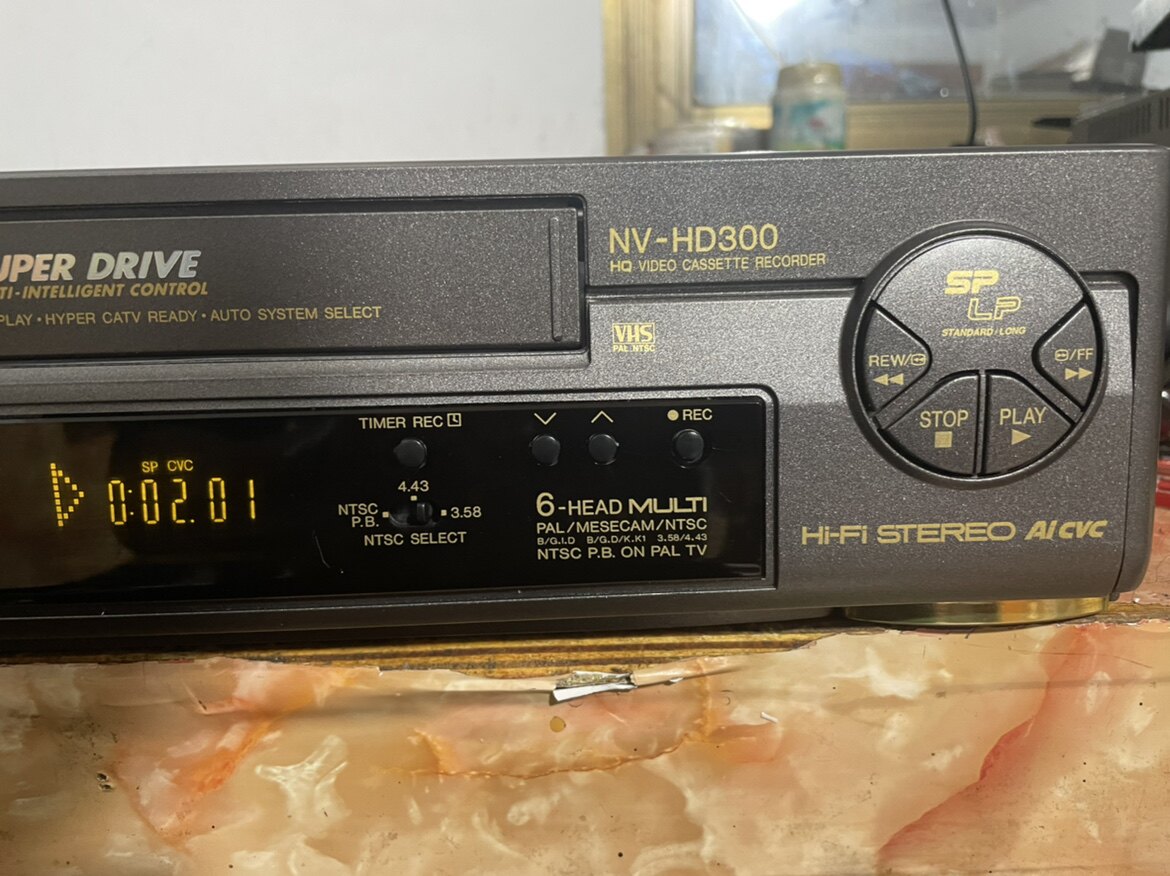 NV-HD300
HQ VIDEO CASSETTE RECORDER
UPER DRIVE
TI-INTELLIGENT CONTROL
PLAY • HYPER CATV READY • AUTO SYSTEM SELECT
VHS
PAL NTSC
SP
LP
STANDARD/LONG
REW/
/FF
STOP
PLAY
TIMER REC
REC
SP CVC
0:02.01
4.43
NTSC P.B.
3.58
NTSC SELECT
6-HEAD MULTI
PAL/MESECAM/NTSC
B/G.I.D B/G.D/K.K1 3.58/4.43
NTSC P.B. ON PAL TV
Hi-Fi STEREO AI CVC